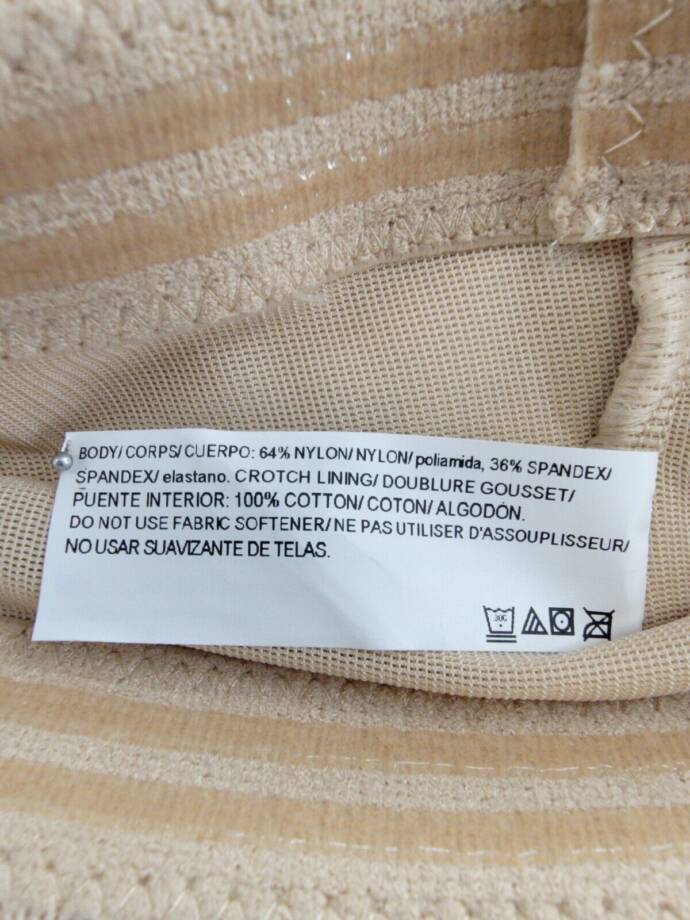 BODY/ CORPS/ CUERPO: 64% NYLON/ NYLON/ poliamida, 36% SPANDEX/
SPANDEX/ elastano. CROTCH LINING/ DOUBLURE GOUSSET/
PUENTE INTERIOR: 100% COTTON/ COTON/ ALGODÓN.
DO NOT USE FABRIC SOFTENER/ NE PAS UTILISER D'ASSOUPLISSEUR/
NO USAR SUAVIZANTE DE TELAS.
30C